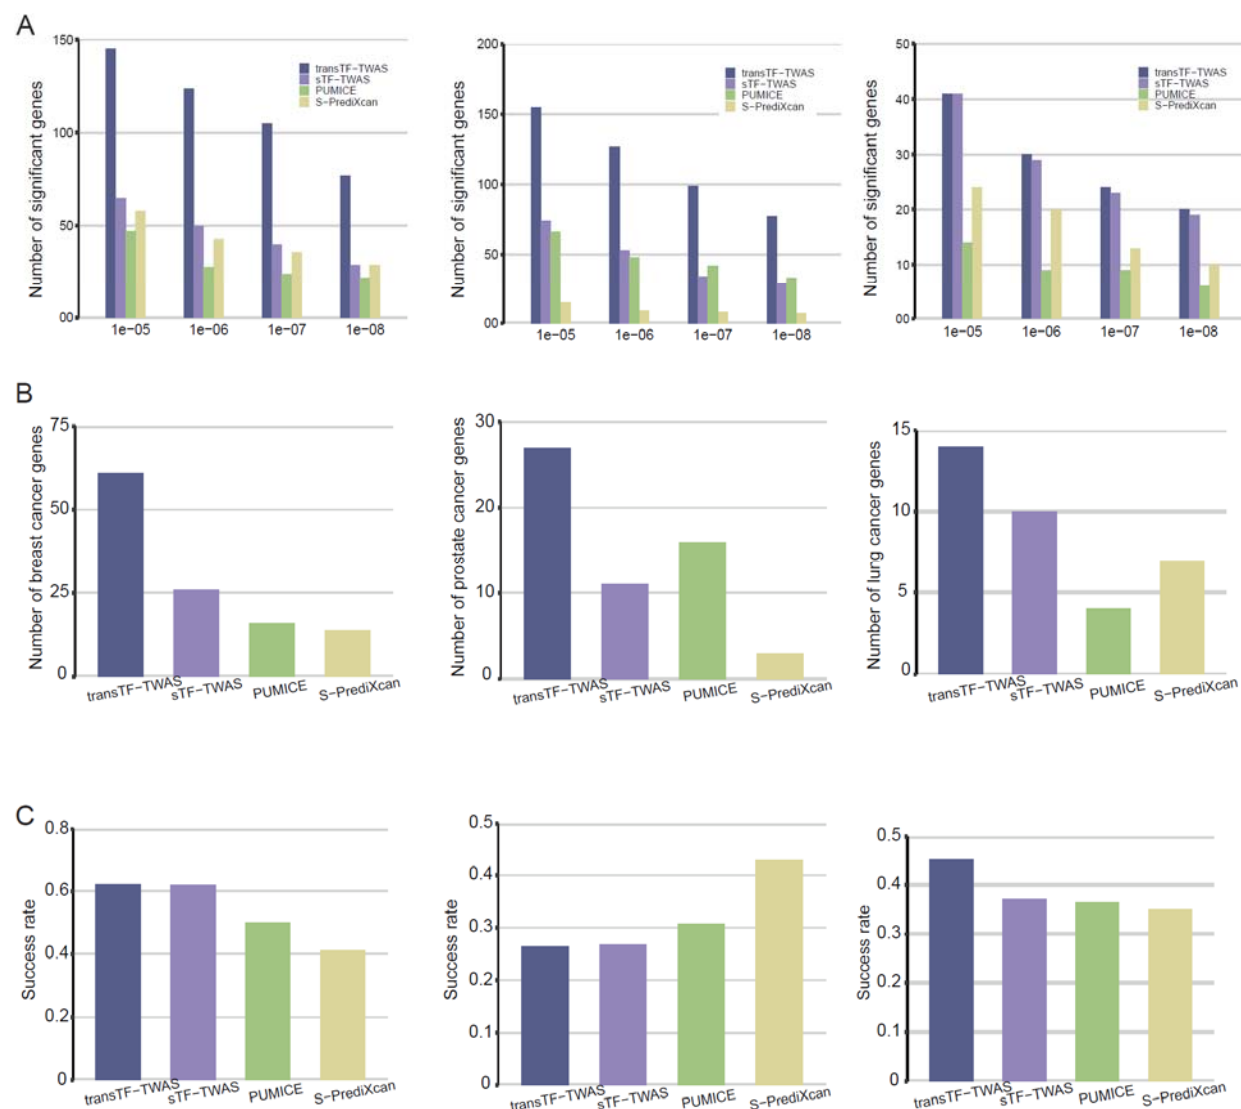 A
Number of significant genes
150
100
50
00
transTF-TWAS
sTF-TWAS
PUMICE
S-PrediXcan
1e-05
1e-06
1e-07
1e-08
Number of significant genes
200
150
100
50
00
transTF-TWAS
sTF-TWAS
PUMICE
S-PrediXcan
1e-05
1e-06
1e-07
1e-08
Number of significant genes
50
40
30
20
10
00
transTF-TWAS
sTF-TWAS
PUMICE
S-PrediXcan
1e-05
1e-06
1e-07
1e-08
B
Number of breast cancer genes
75
50
25
0
transTF-TWAS
sTF-TWAS
PUMICE
S-PrediXcan
Number of prostate cancer genes
30
20
10
0
transTF-TWAS
sTF-TWAS
PUMICE
S-PrediXcan
Number of lung cancer genes
15
10
5
0
transTF-TWAS
sTF-TWAS
PUMICE
S-PrediXcan
C
Success rate
0.8
0.6
0.4
0.2
0
transTF-TWAS
sTF-TWAS
PUMICE
S-PrediXcan
Success rate
0.5
0.4
0.3
0.2
0.1
0
transTF-TWAS
sTF-TWAS
PUMICE
S-PrediXcan
Success rate
0.5
0.4
0.3
0.2
0.1
0
transTF-TWAS
sTF-TWAS
PUMICE
S-PrediXcan